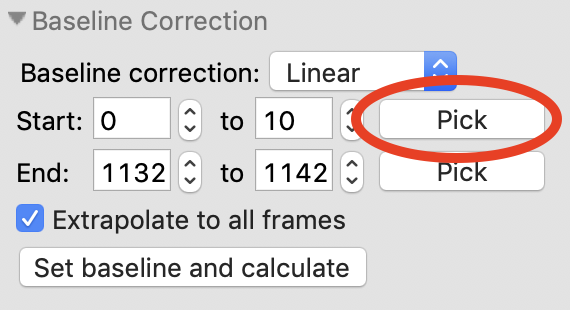 Baseline Correction
Baseline correction: Linear
Start: 0 to 10 Pick
End: 1132 to 1142 Pick
Extrapolate to all frames
Set baseline and calculate